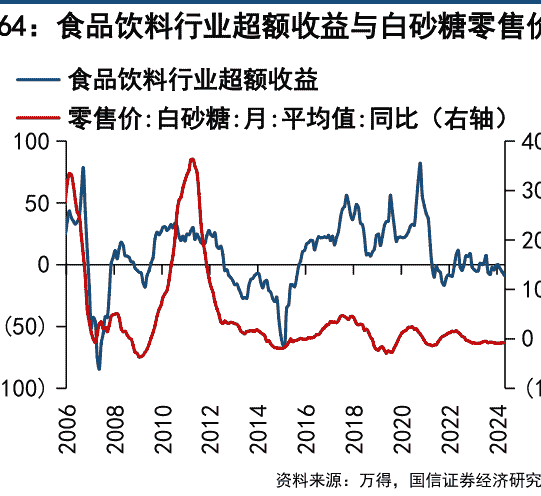 64：食品饮料行业超额收益与白砂糖零售价
食品饮料行业超额收益
零售价:白砂糖:月:平均值:同比（右轴）
100 40
50 30
0 20
(50) 10
100) 0
(1
2006 2008 2010 2012 2014 2016 2018 2020 2022 2024
资料来源：万得，国信证券经济研究